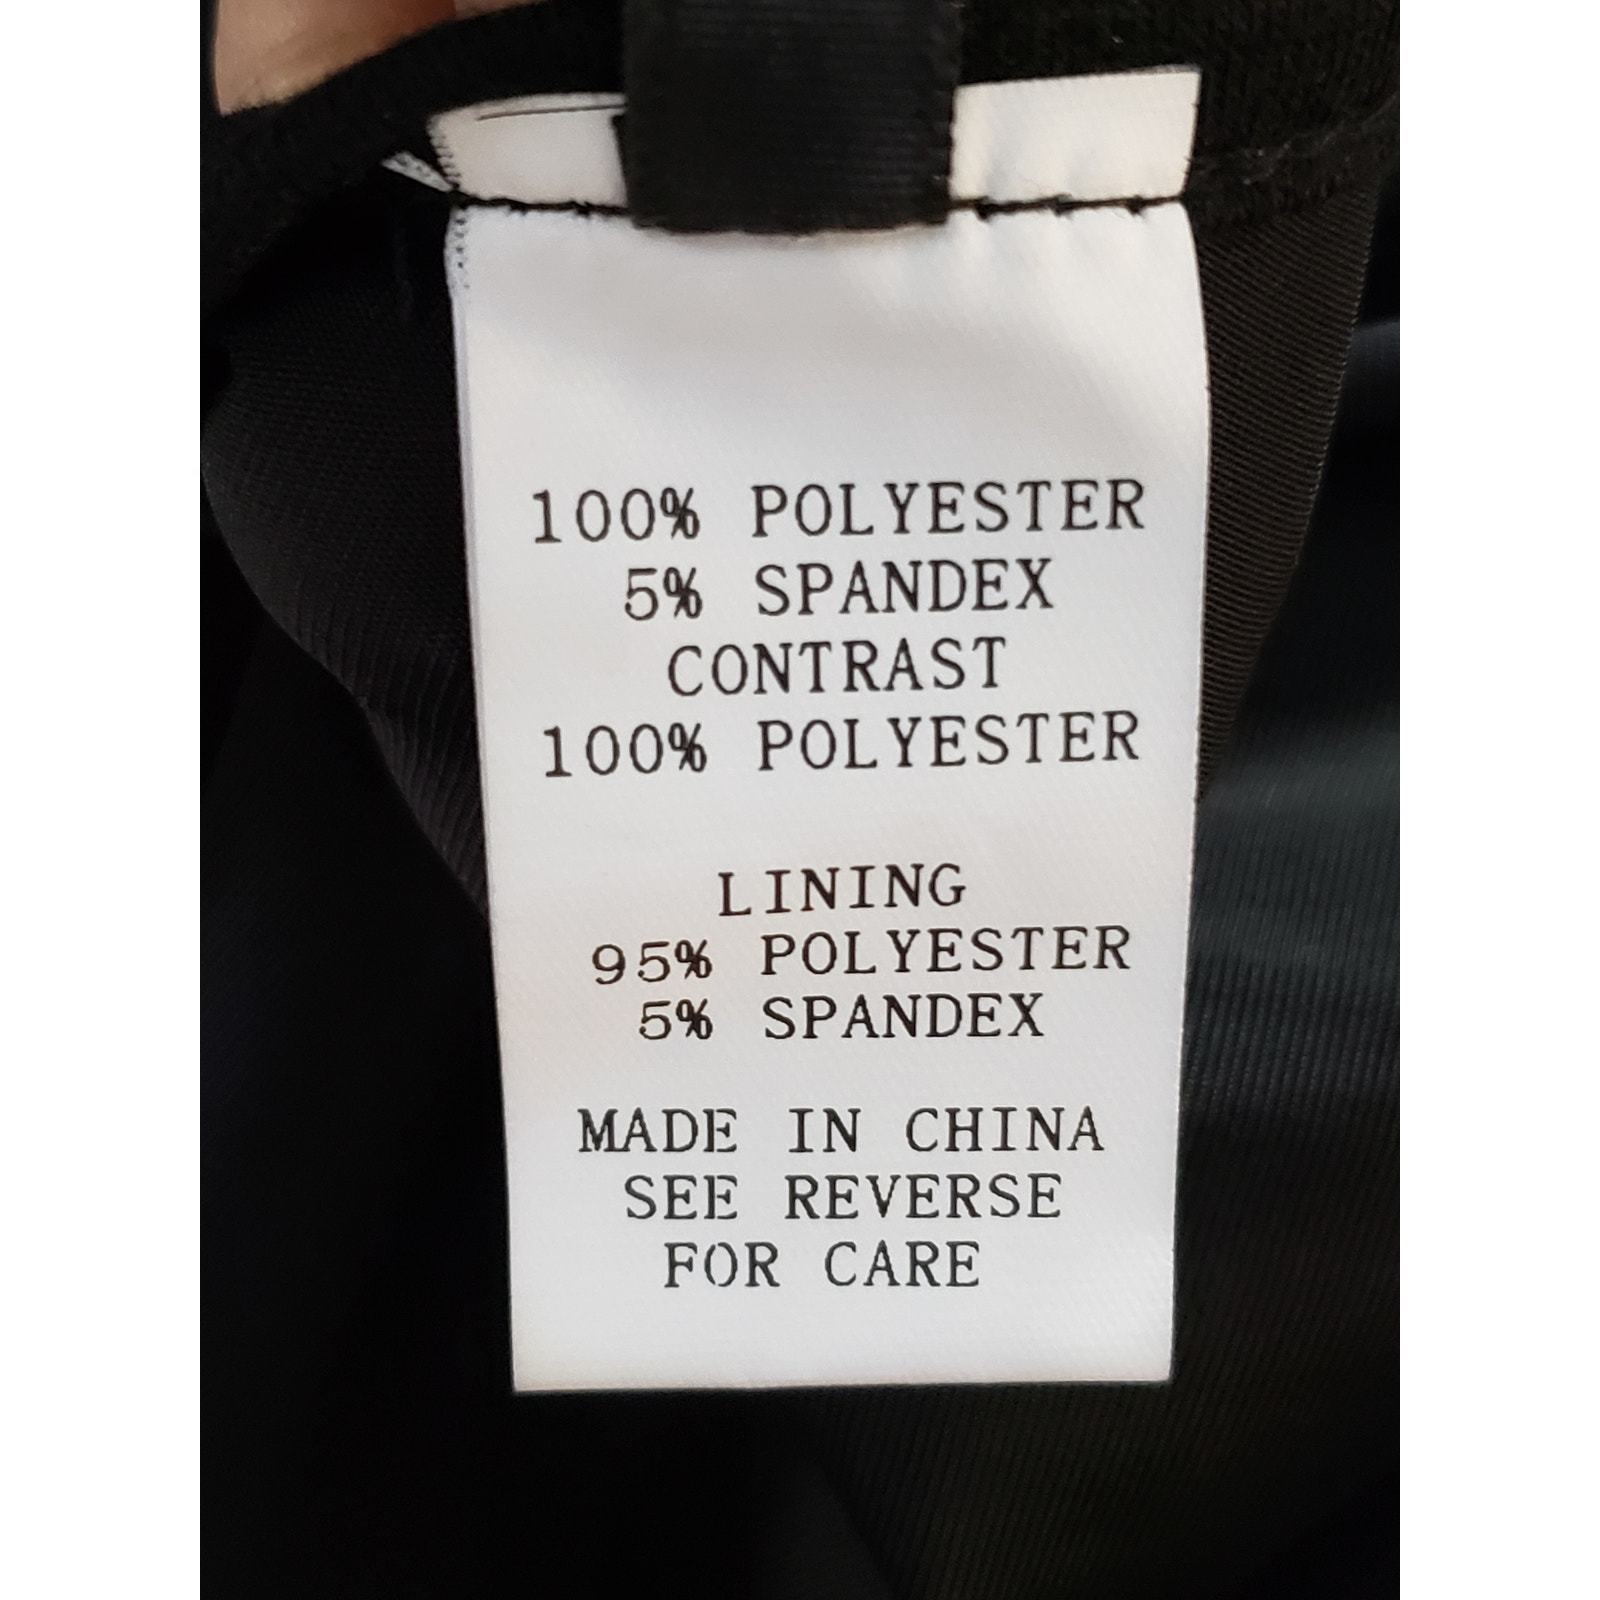 100% POLYESTER
5% SPANDEX
CONTRAST
100% POLYESTER
LINING
95% POLYESTER
5% SPANDEX
MADE IN CHINA
SEE REVERSE
FOR CARE